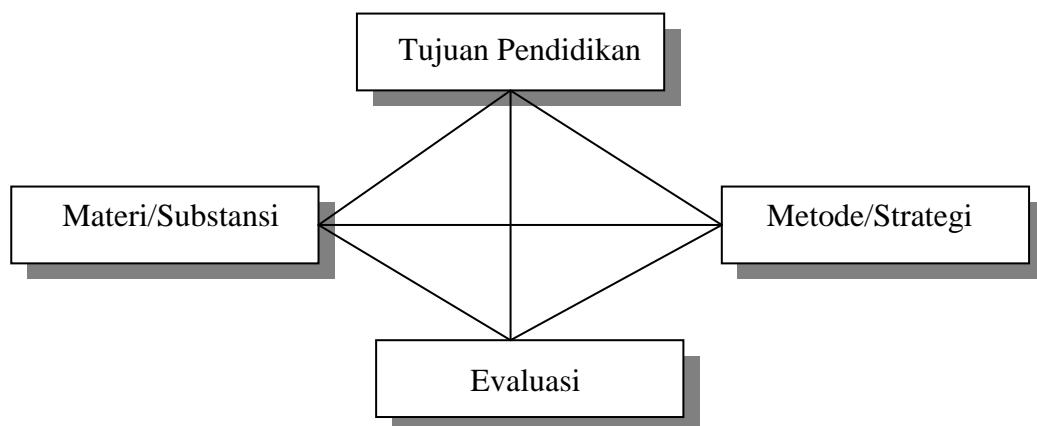 Tujuan Pendidikan
Materi/Substansi
Metode/Strategi
Evaluasi